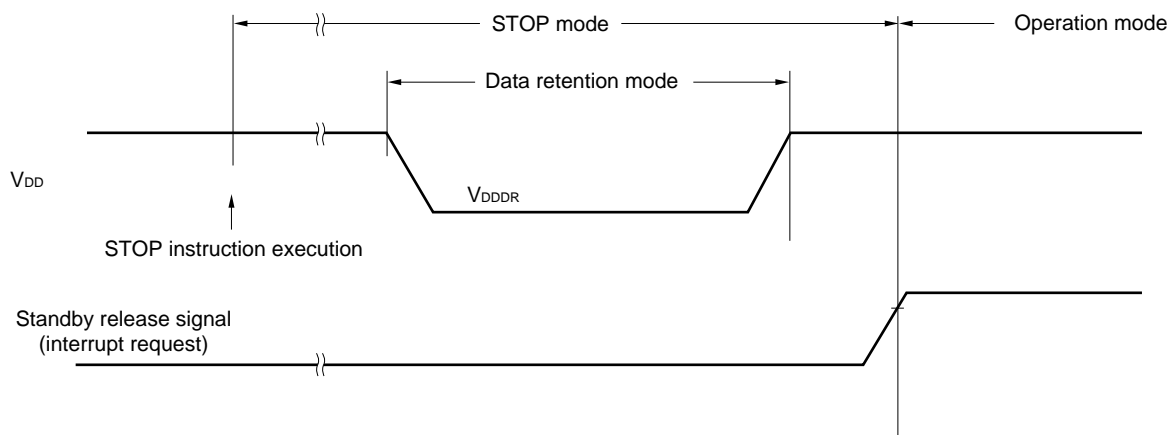 STOP mode
Operation mode
Data retention mode
VDD
VDDDR
STOP instruction execution
Standby release signal
(interrupt request)